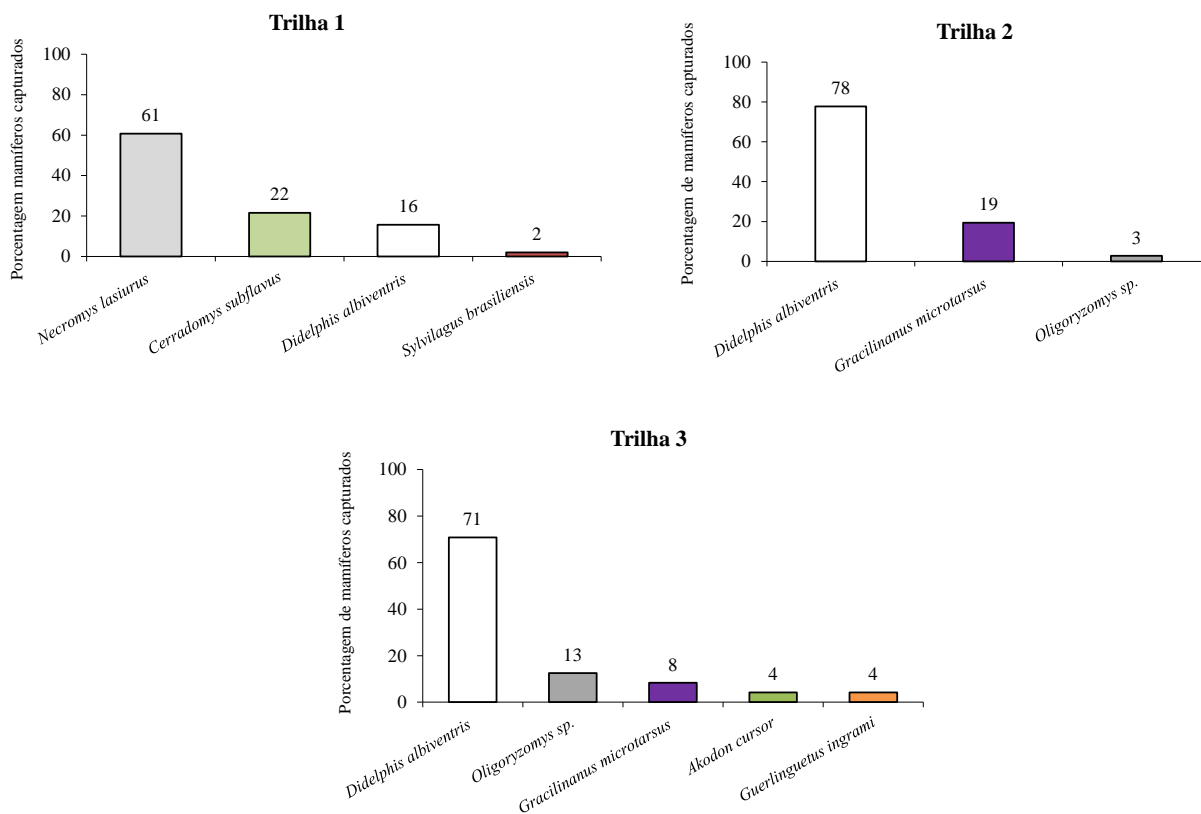 Trilha 1
Porcentagem mamíferos capturados
100
80
60
40
20
0
61
22
16
2
Necromys lasiurus
Cerradomys subflavus
Didelphis albiventris
Sylvilagus brasiliensis
Trilha 2
Porcentagem de mamíferos capturados
100
80
60
40
20
0
78
19
3
Didelphis albiventris
Gracilinanus microtarsus
Oligoryzomys sp.
Trilha 3
Porcentagem de mamíferos capturados
100
80
60
40
20
0
71
13
8
4
4
Didelphis albiventris
Oligoryzomys sp.
Gracilinanus microtarsus
Akodon cursor
Guerlinguetus ingrami